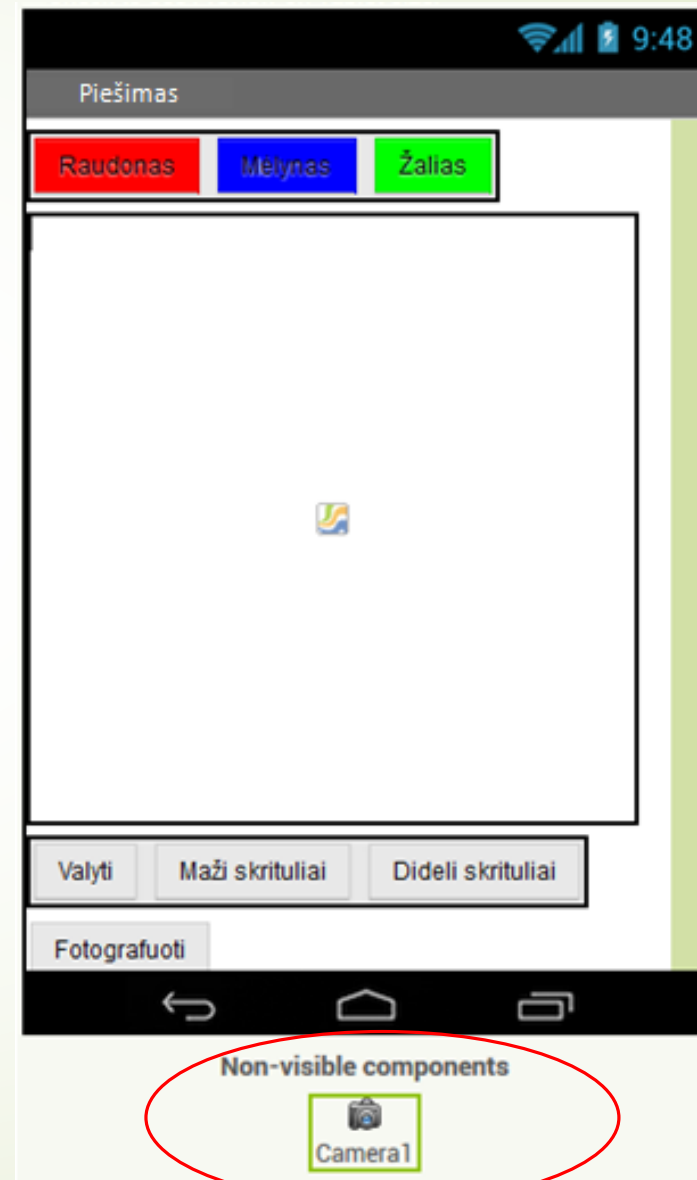 9:48
Piešimas
Raudonas Mėlynas Žalias
Valyti Maži skrituliai Dideli skrituliai
Fotografuoti
Non-visible components
Camera1